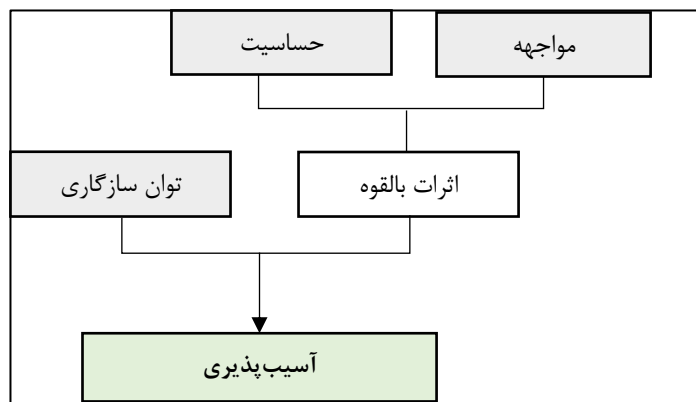 مواجهه
حساسیت
اثرات بالقوه
توان سازگاری
آسیب‌پذیری